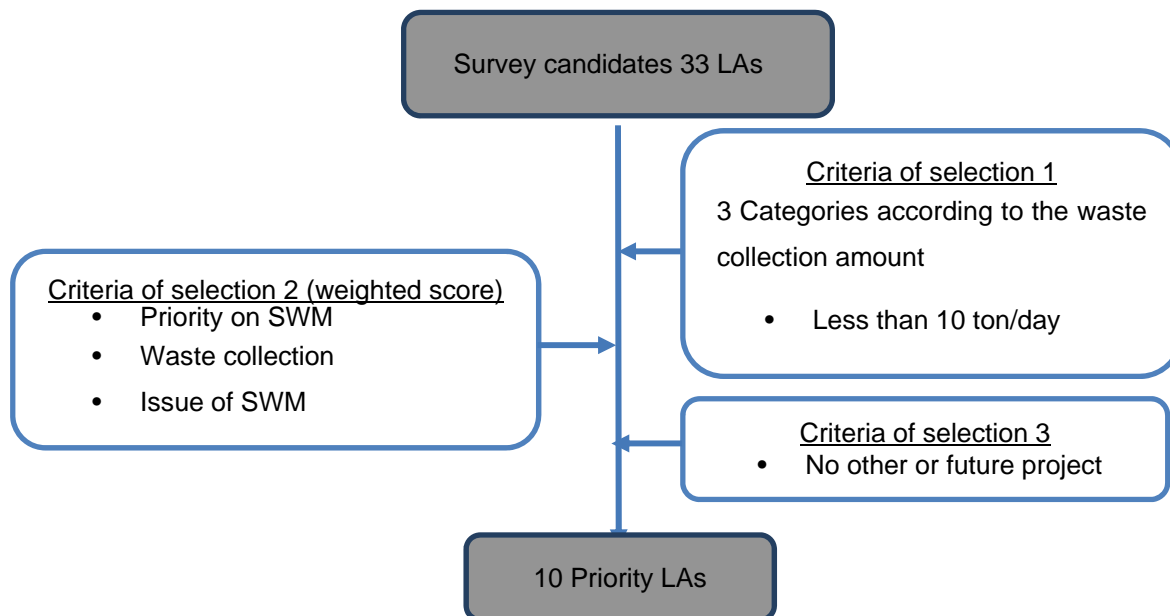 Survey candidates 33 LAs
Criteria of selection 1
3 Categories according to the waste
collection amount
• Less than 10 ton/day
Criteria of selection 2 (weighted score)
• Priority on SWM
• Waste collection
• Issue of SWM
Criteria of selection 3
• No other or future project
10 Priority LAs